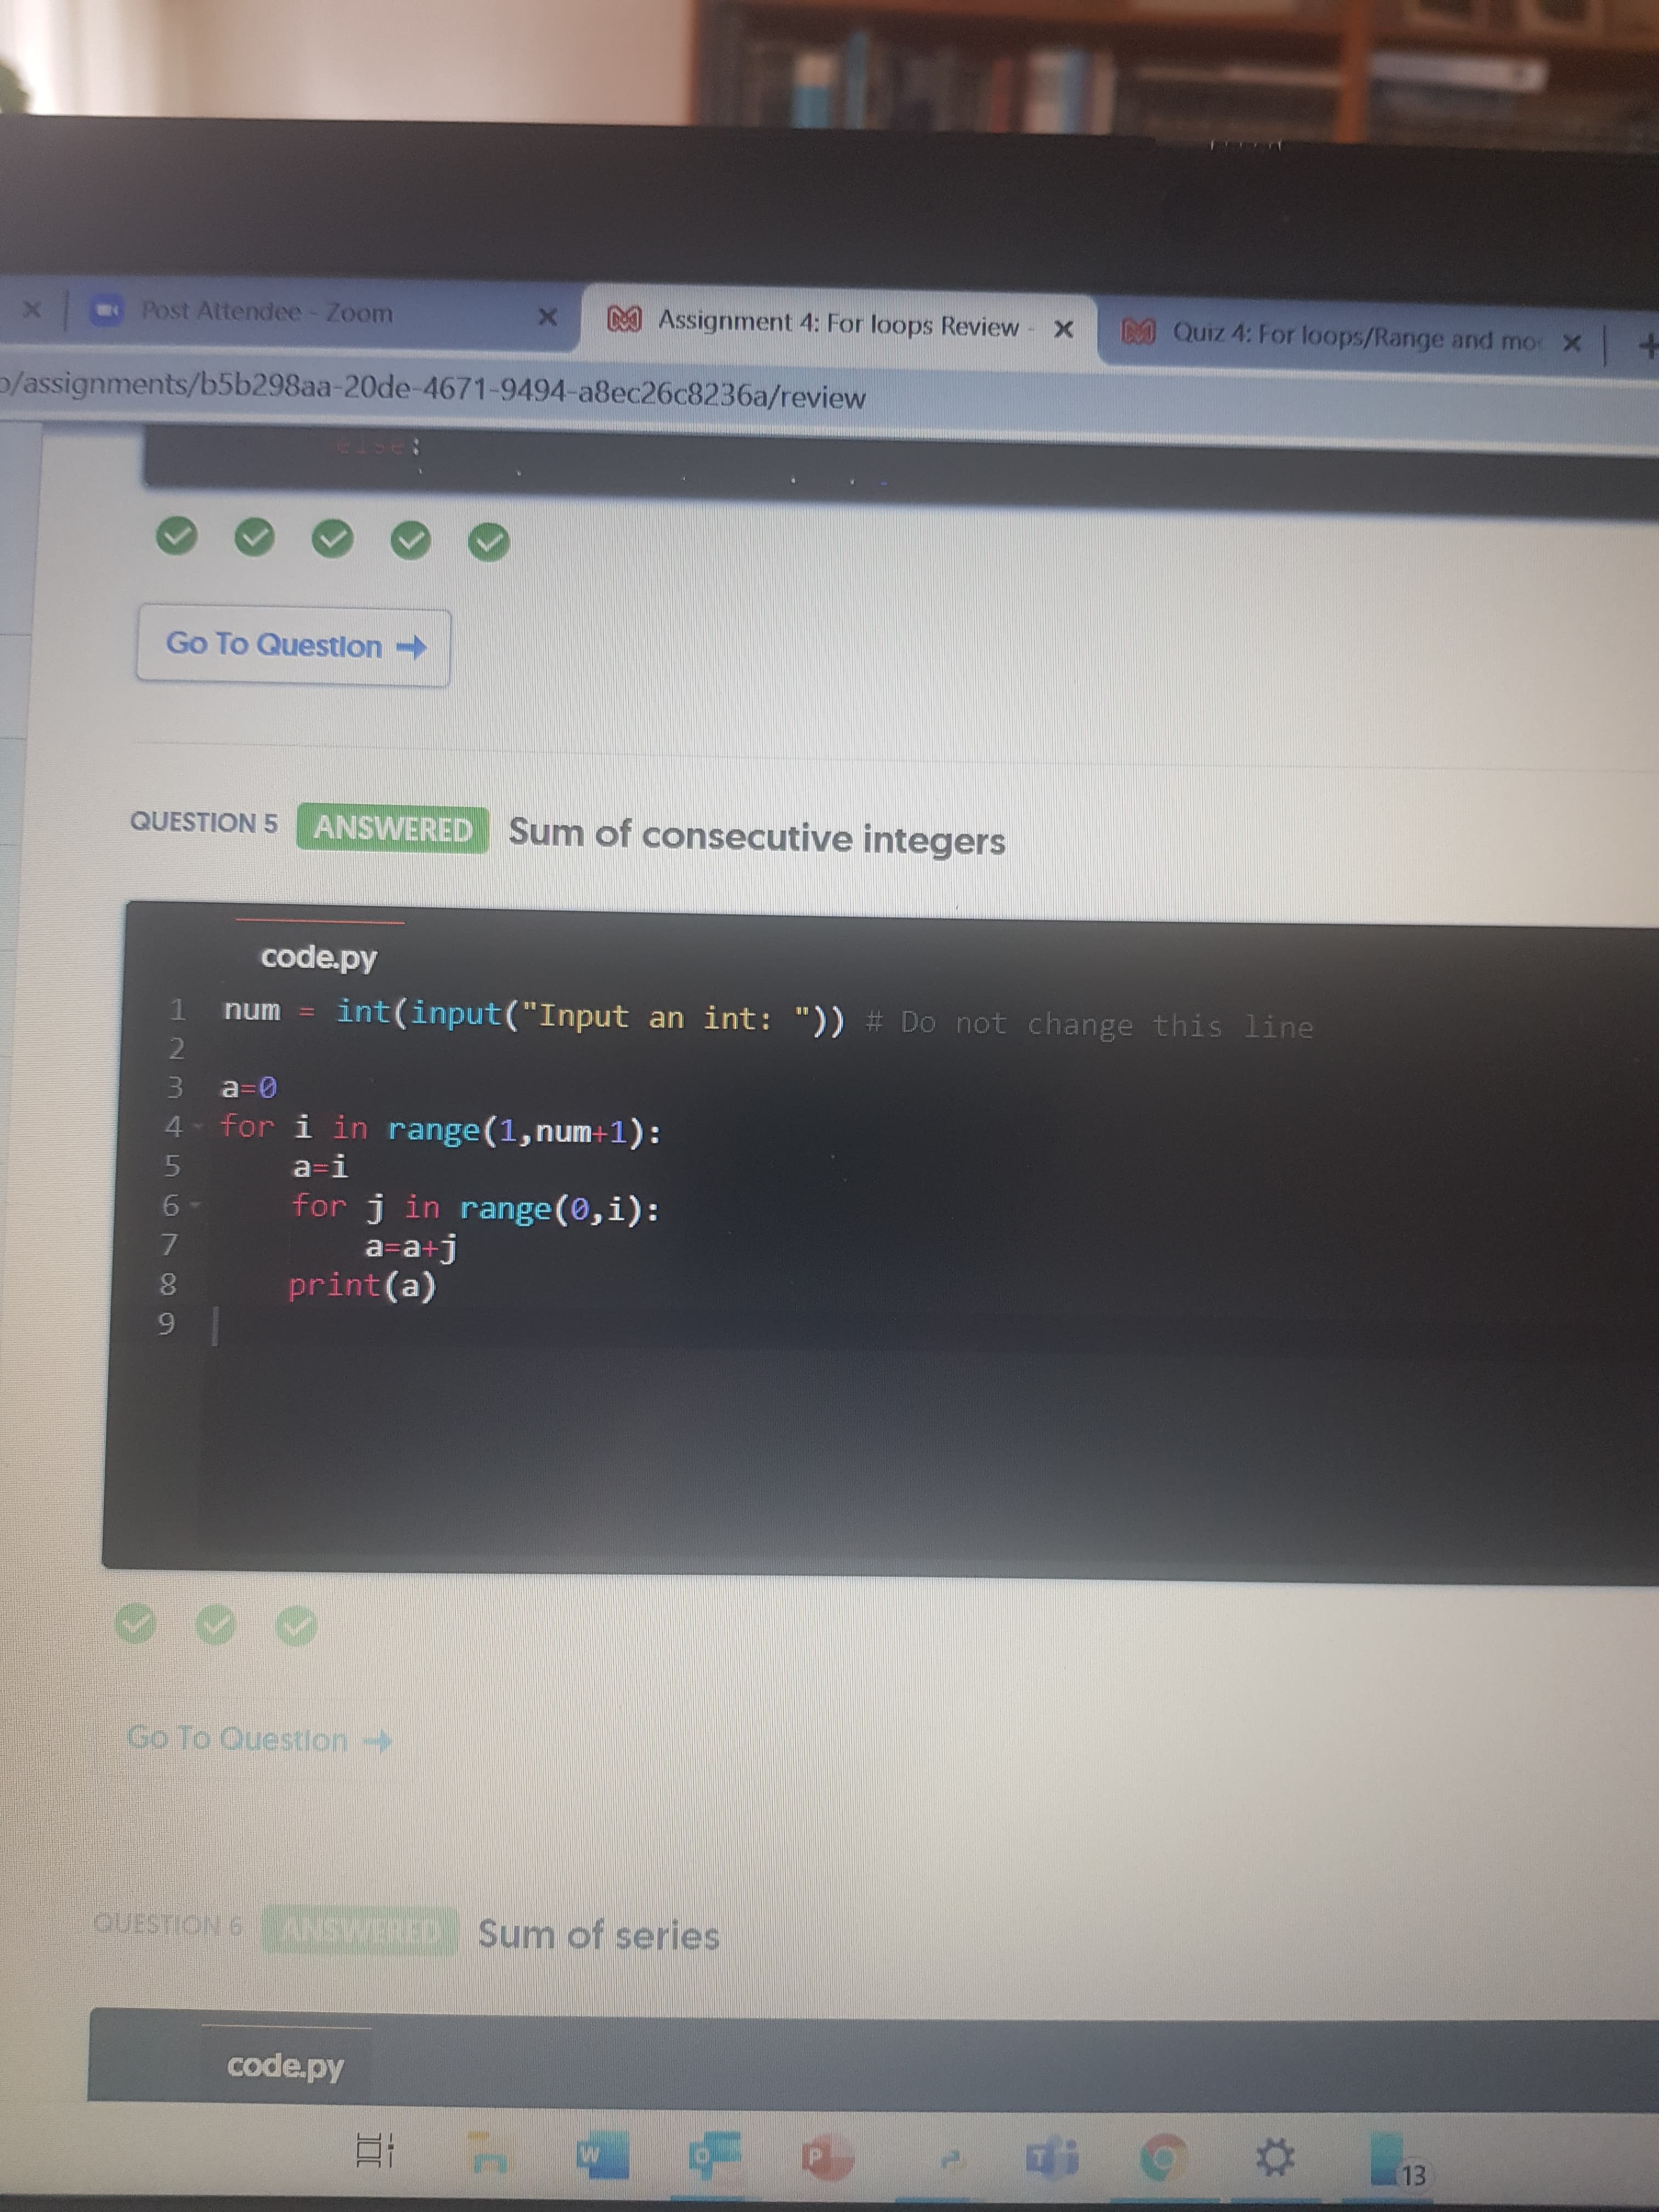 Post Attendee - Zoom
Assignment 4: For loops Review -
Quiz 4: For loops/Range and mo
/assignments/b5b298aa-20de-4671-9494-a8ec26c8236a/review
else:
Go To Question →
QUESTION 5 ANSWERED Sum of consecutive integers
code.py
1 num = int(input("Input an int: ")) # Do not change this line
2
3 a=0
4 for i in range(1,num+1):
5 a=i
6 for j in range(0,i):
7 a=a+j
8 print(a)
9
Go To Question →
QUESTION 6 ANSWERED Sum of series
code.py
W O P T 13